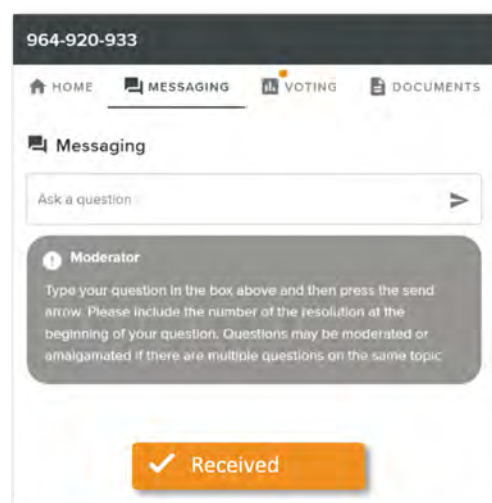 964-920-933
HOME MESSAGING VOTING DOCUMENTS
Messaging
Ask a question
Moderator
Type your question in the box above and then press the send
arrow. Please include the number of the resolution at the
beginning of your question. Questions may be moderated or
amalgamated if there are multiple questions on the same topic
Received